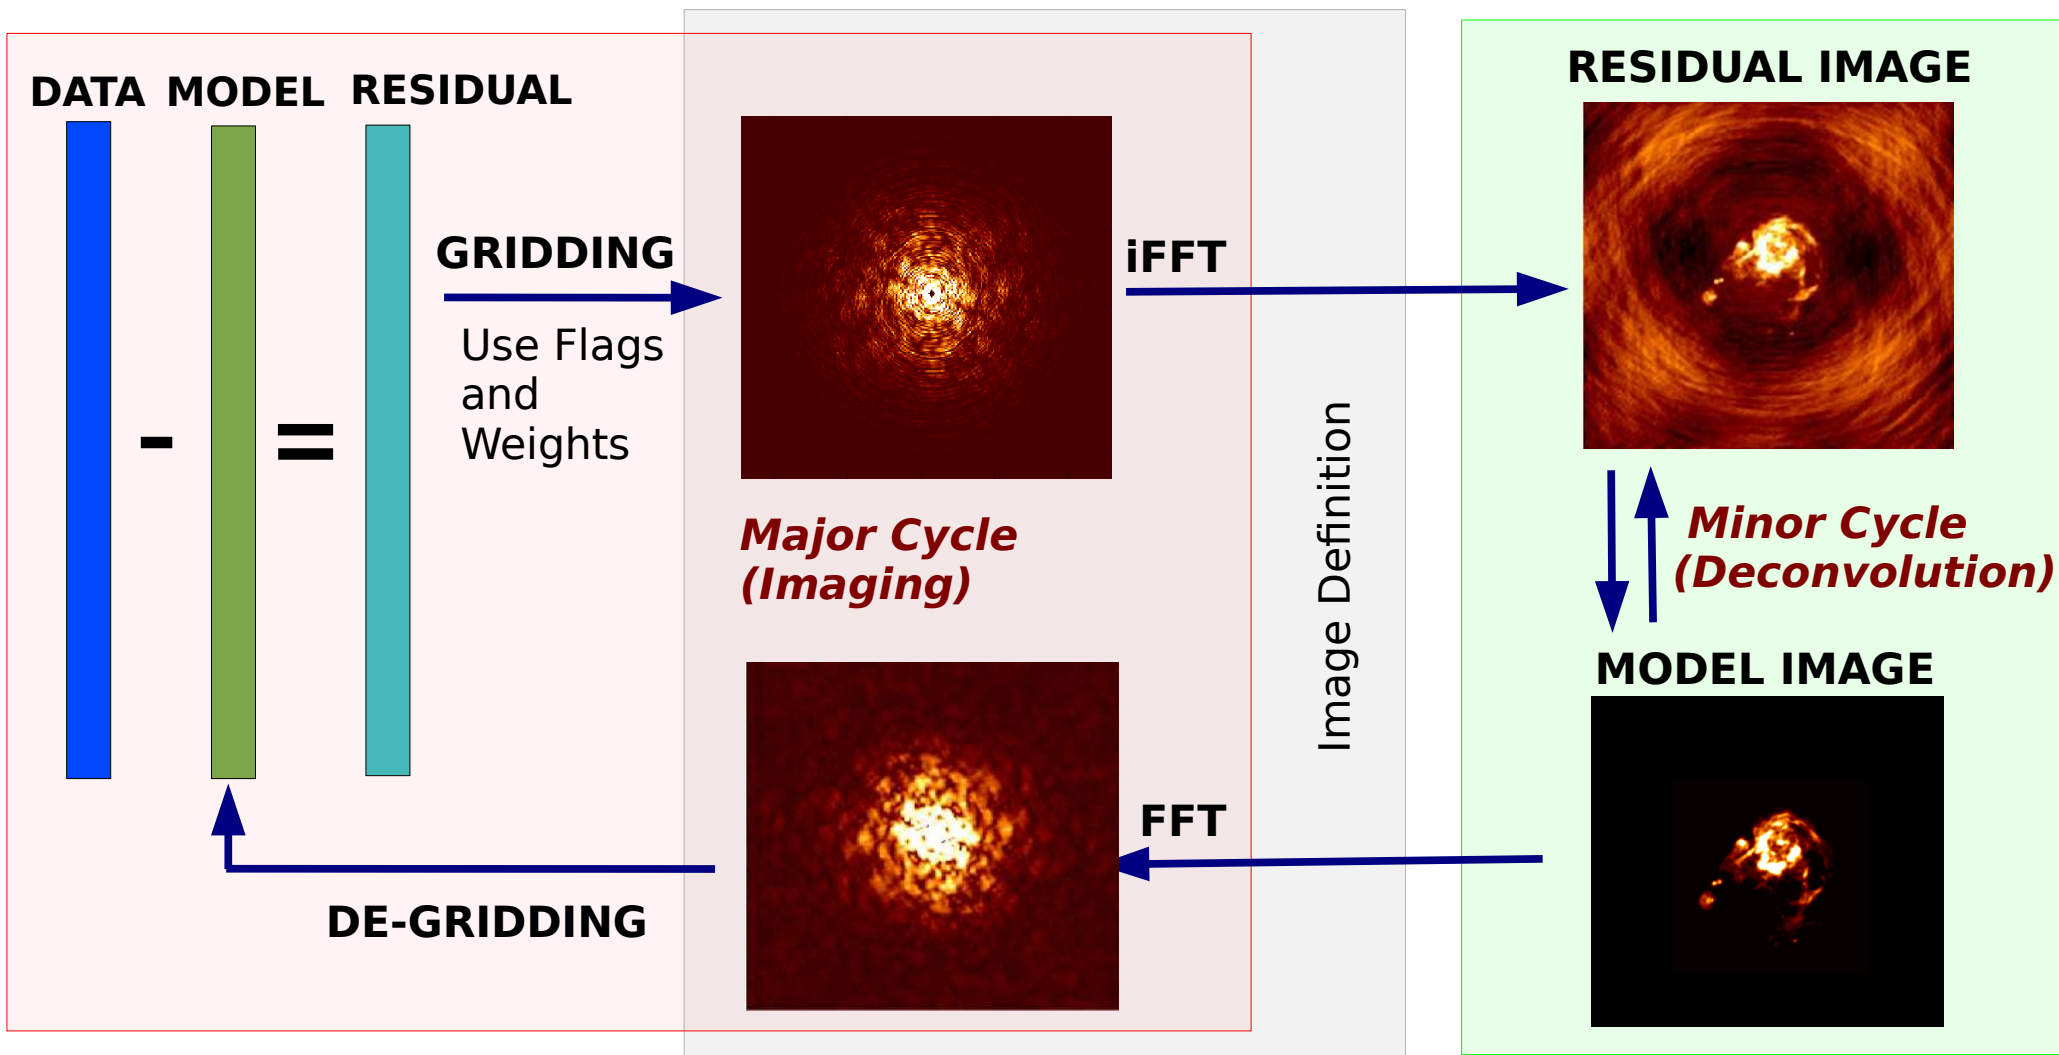 DATA MODEL RESIDUAL
-
=
GRIDDING
Use Flags
and
Weights
Major Cycle
(Imaging)
iFFT
Image Definition
RESIDUAL IMAGE
Minor Cycle
(Deconvolution)
MODEL IMAGE
FFT
DE-GRIDDING